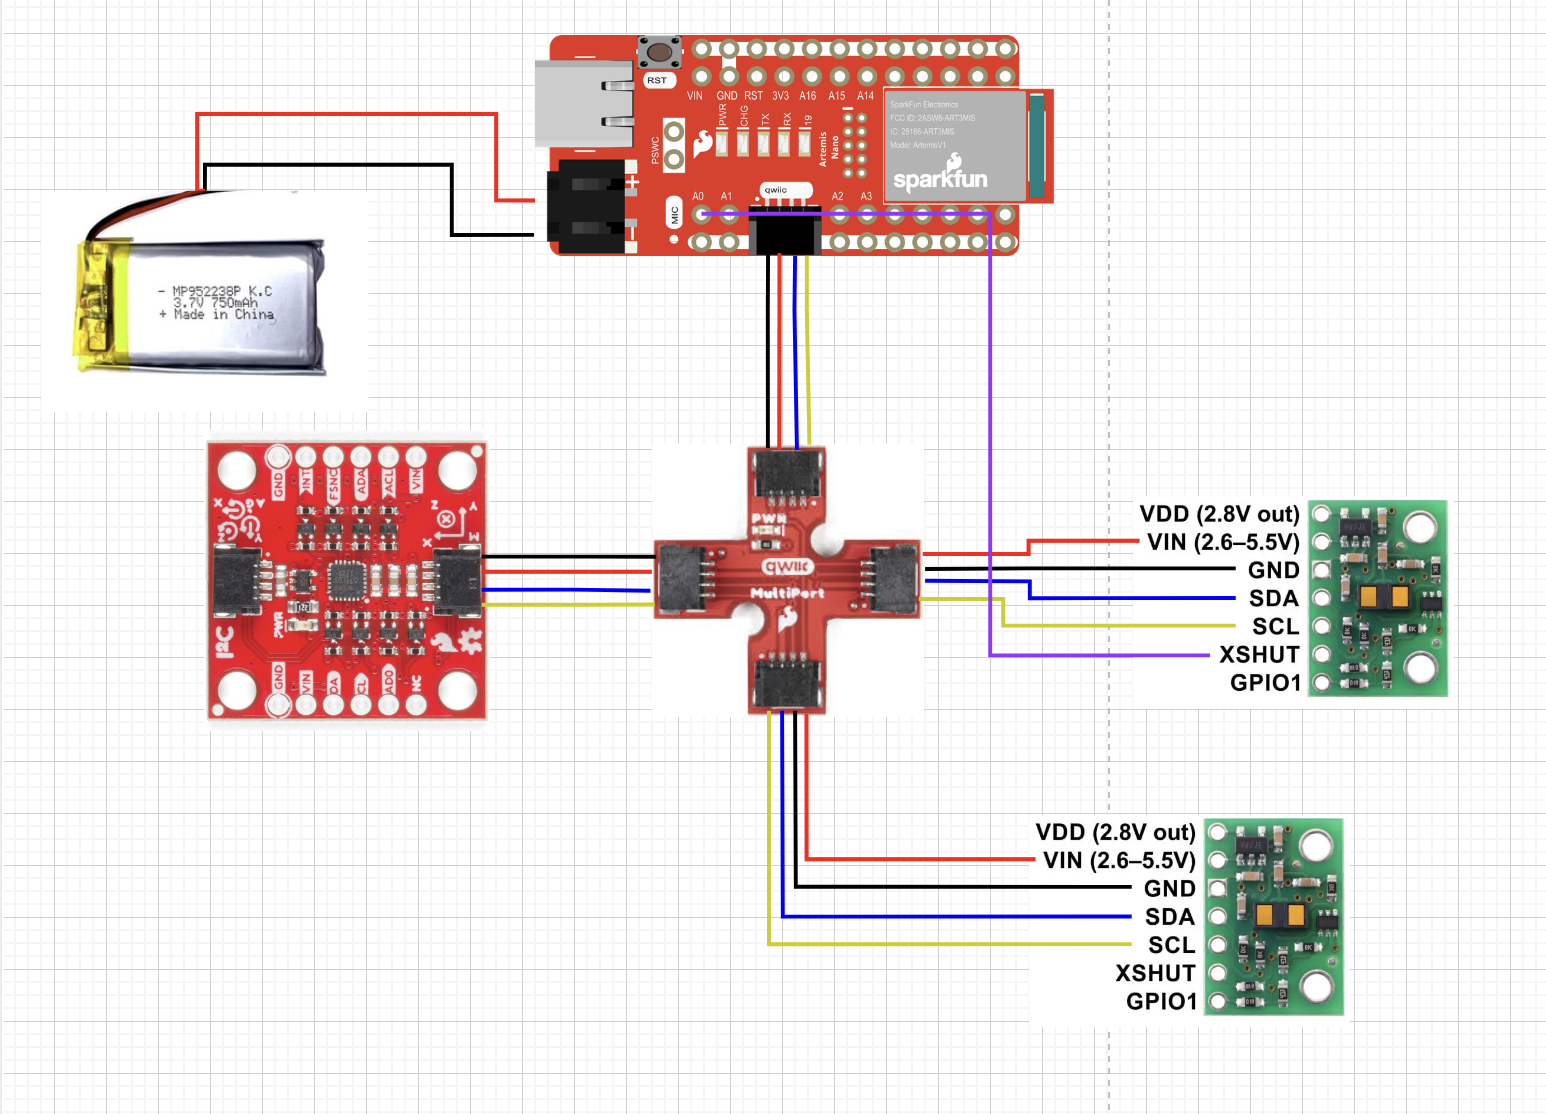 RST
VIN GND RST 3V3 A16 A15 A14
PWR
CHG
TX
RX
19
PSWC
Artemis
Nano
SparkFun Electronics
FCC ID: 2ASW8-ART3MIS
IC: 25166-ART3MIS
Model: ArtemisV1
sparkfun
+
qwiic
MIC
A0 A1 A2 A3
- MP952238P K.C
3.7V 750mAh
+ Made in China
GND INT FSNC ADA ACL VIN
X
Y
Z
Y
X
PWR
I2C
GND VIN DA CL AD0 NC
PWR
qwiic
MultiPort
VDD (2.8V out)
VIN (2.6–5.5V)
GND
SDA
SCL
XSHUT
GPIO1
VDD (2.8V out)
VIN (2.6–5.5V)
GND
SDA
SCL
XSHUT
GPIO1